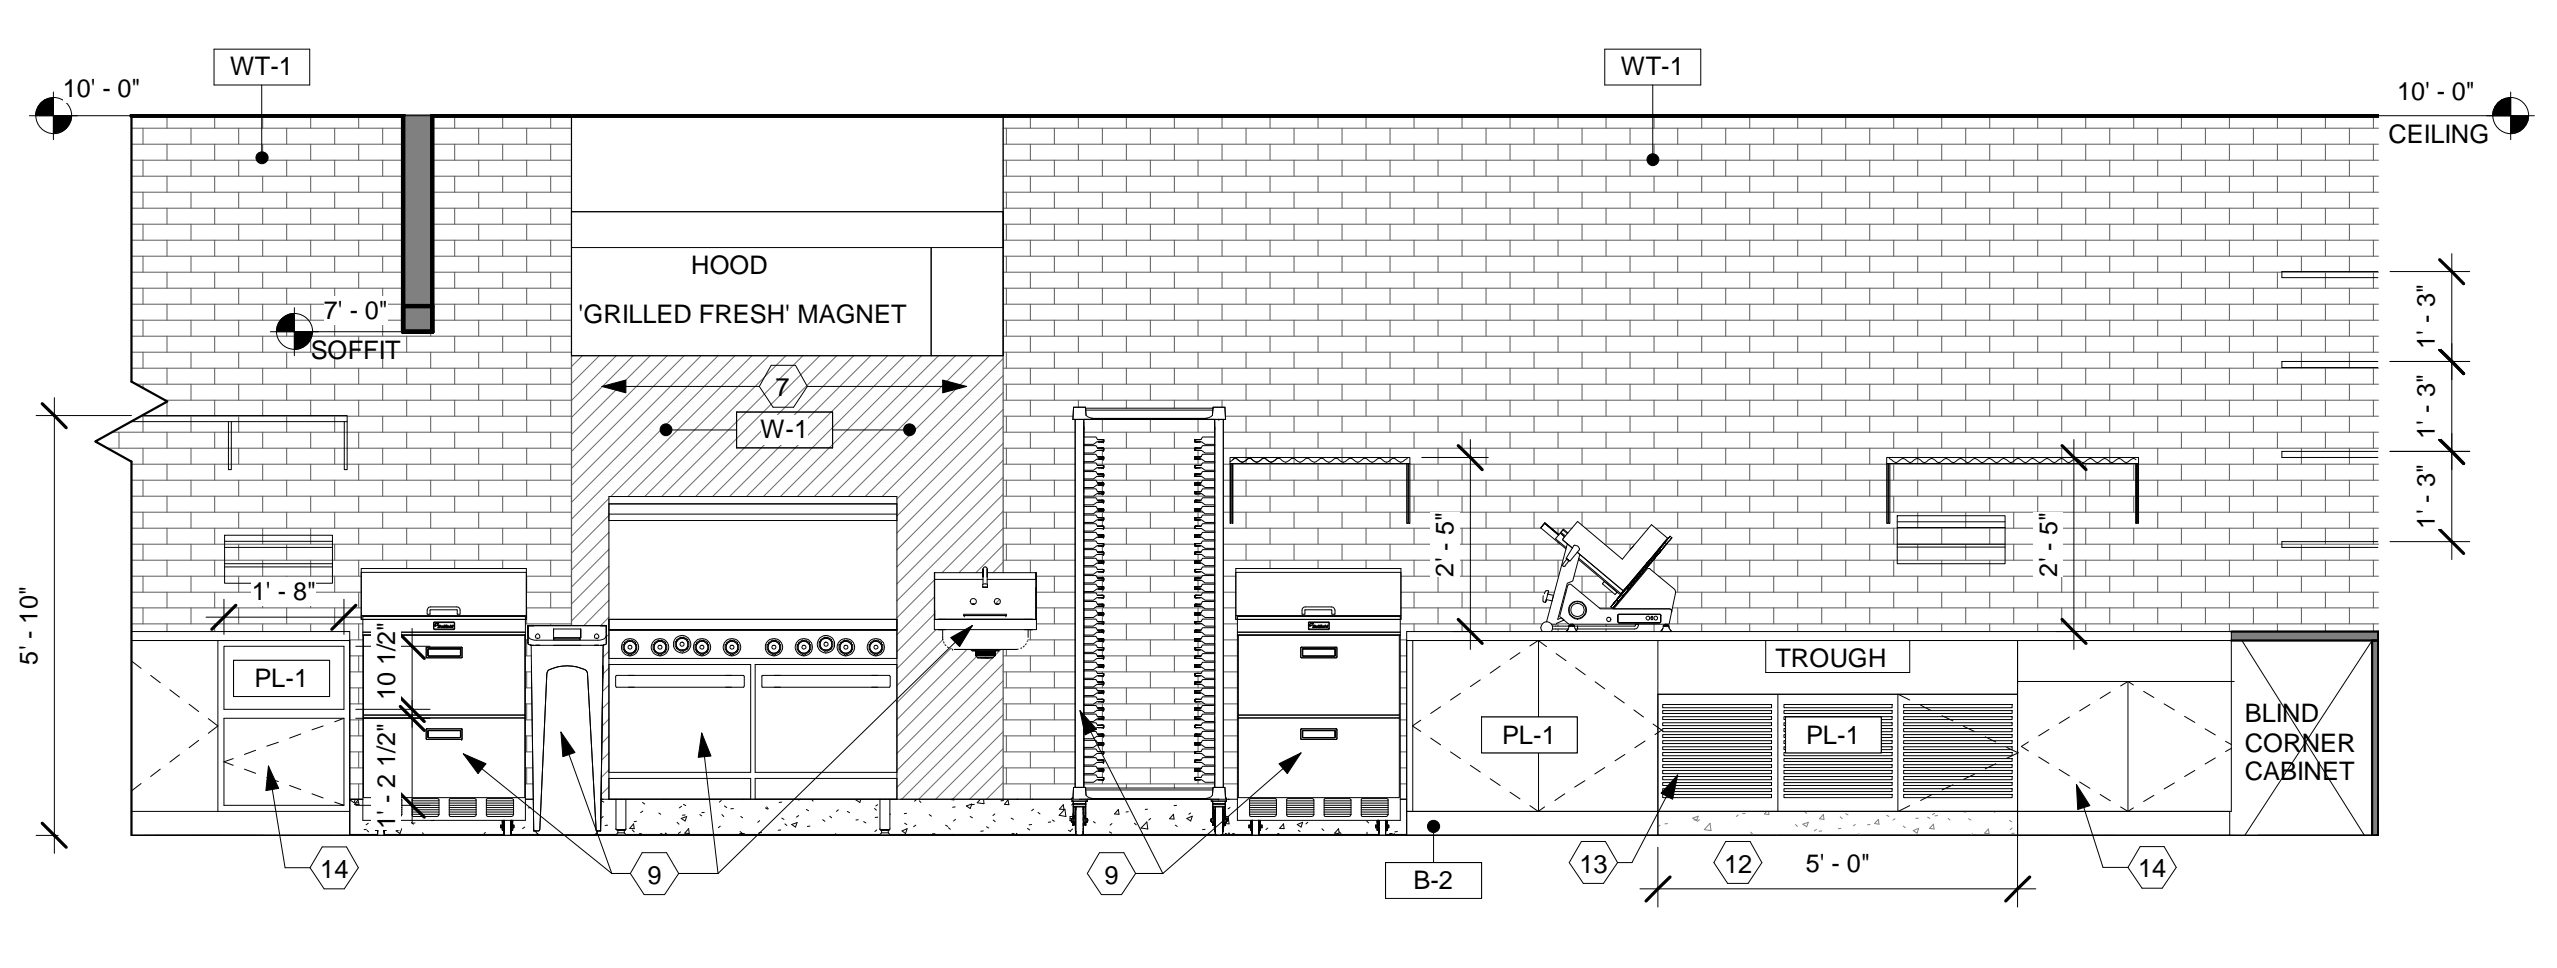 WT-1
WT-1
10' - 0"
10' - 0"
CEILING
HOOD
'GRILLED FRESH' MAGNET
7' - 0"
SOFFIT
1' - 3"
1' - 3"
1' - 3"
7
W-1
2' - 5"
2' - 5"
5' - 10"
1' - 8"
10 1/2"
1' - 2 1/2"
PL-1
TROUGH
PL-1
PL-1
BLIND
CORNER
CABINET
14
9
9
B-2
13
12
5' - 0"
14